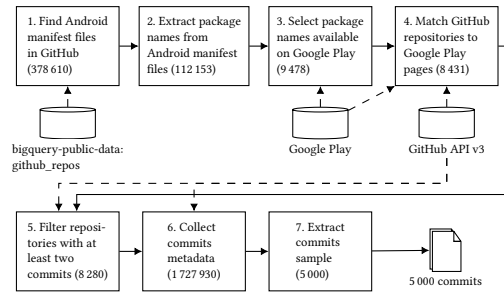 1. Find Android
manifest files
in GitHub
(378 610)
2. Extract package
names from
Android manifest
files (112 153)
3. Select package
names available
on Google Play
(9 478)
4. Match GitHub
repositories to
Google Play
pages (8 431)
bigquery-public-data:
github_repos
Google Play
GitHub API v3
5. Filter reposi-
tories with at
least two
commits (8 280)
6. Collect
commits
metadata
(1 727 930)
7. Extract
commits
sample
(5 000)
5 000 commits